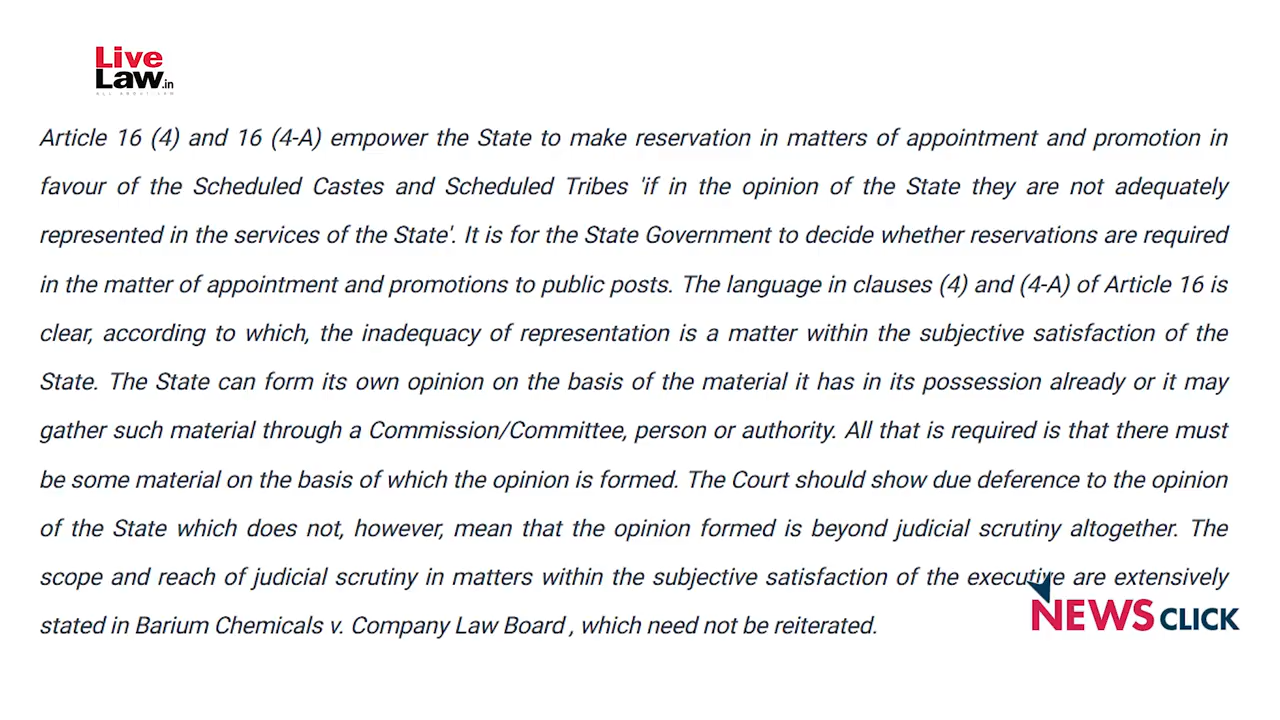 Live
Law.in
ALL ABOUT LAW
Article 16 (4) and 16 (4-A) empower the State to make reservation in matters of appointment and promotion in
favour of the Scheduled Castes and Scheduled Tribes 'if in the opinion of the State they are not adequately
represented in the services of the State'. It is for the State Government to decide whether reservations are required
in the matter of appointment and promotions to public posts. The language in clauses (4) and (4-A) of Article 16 is
clear, according to which, the inadequacy of representation is a matter within the subjective satisfaction of the
State. The State can form its own opinion on the basis of the material it has in its possession already or it may
gather such material through a Commission/Committee, person or authority. All that is required is that there must
be some material on the basis of which the opinion is formed. The Court should show due deference to the opinion
of the State which does not, however, mean that the opinion formed is beyond judicial scrutiny altogether. The
scope and reach of judicial scrutiny in matters within the subjective satisfaction of the executive are extensively
stated in Barium Chemicals v. Company Law Board , which need not be reiterated.
NEWSCLICK